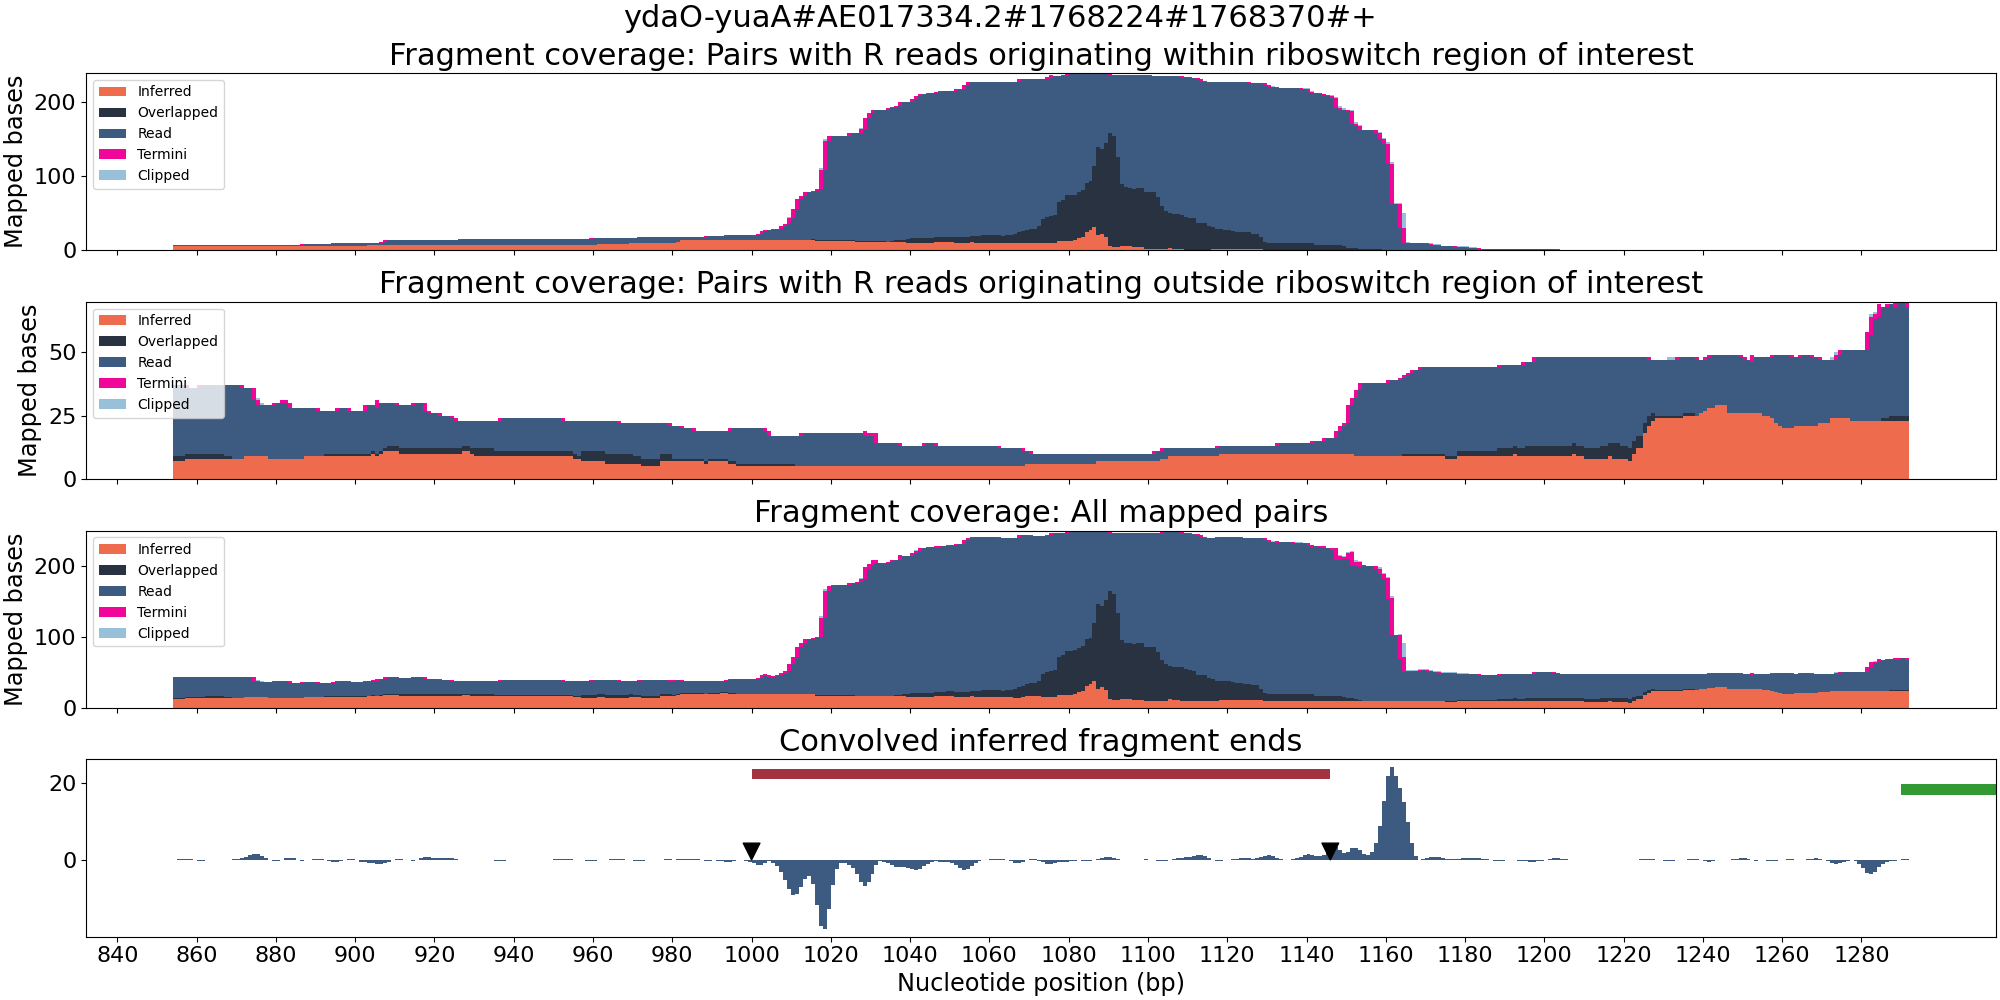 ydaO-yuaA#AE017334.2#1768224#1768370#+
Fragment coverage: Pairs with R reads originating within riboswitch region of interest
Mapped bases
200
100
0
Inferred
Overlapped
Read
Termini
Clipped
Fragment coverage: Pairs with R reads originating outside riboswitch region of interest
Mapped bases
50
25
0
Inferred
Overlapped
Read
Termini
Clipped
Fragment coverage: All mapped pairs
Mapped bases
200
100
0
Inferred
Overlapped
Read
Termini
Clipped
Convolved inferred fragment ends
20
0
840 860 880 900 920 940 960 980 1000 1020 1040 1060 1080 1100 1120 1140 1160 1180 1200 1220 1240 1260 1280
Nucleotide position (bp)